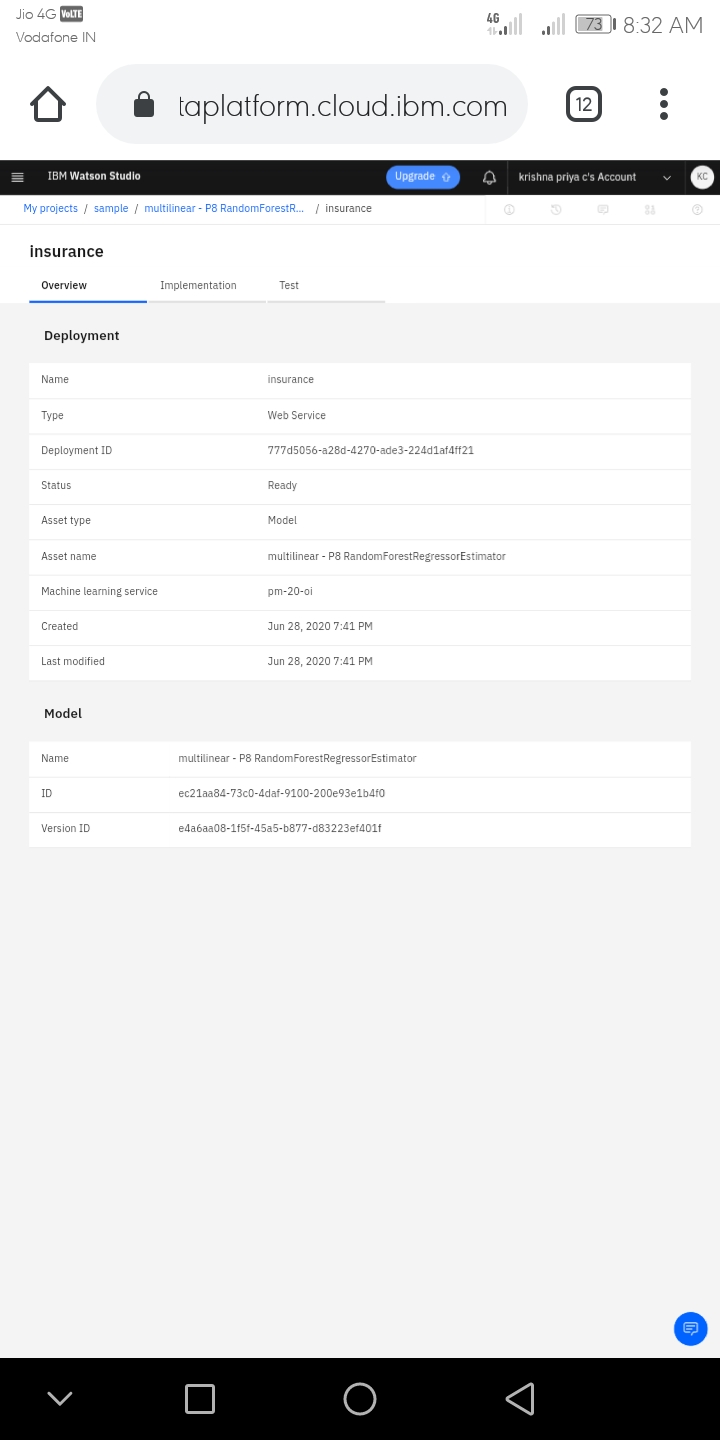 Jio 4G VoLTE
Vodafone IN
4G
73
8:32 AM
taplatform.cloud.ibm.com
12
IBM Watson Studio
Upgrade
krishna priya c's Account
KC
My projects / sample / multilinear - P8 RandomForestR... / insurance
insurance
Overview
Implementation
Test
Deployment
Name insurance
Type Web Service
Deployment ID 777d5056-a28d-4270-ade3-224d1af4ff21
Status Ready
Asset type Model
Asset name multilinear - P8 RandomForestRegressorEstimator
Machine learning service pm-20-oi
Created Jun 28, 2020 7:41 PM
Last modified Jun 28, 2020 7:41 PM
Model
Name multilinear - P8 RandomForestRegressorEstimator
ID ec21aa84-73c0-4daf-9100-200e93e1b4f0
Version ID e4a6aa08-1f5f-45a5-b877-d83223ef401f